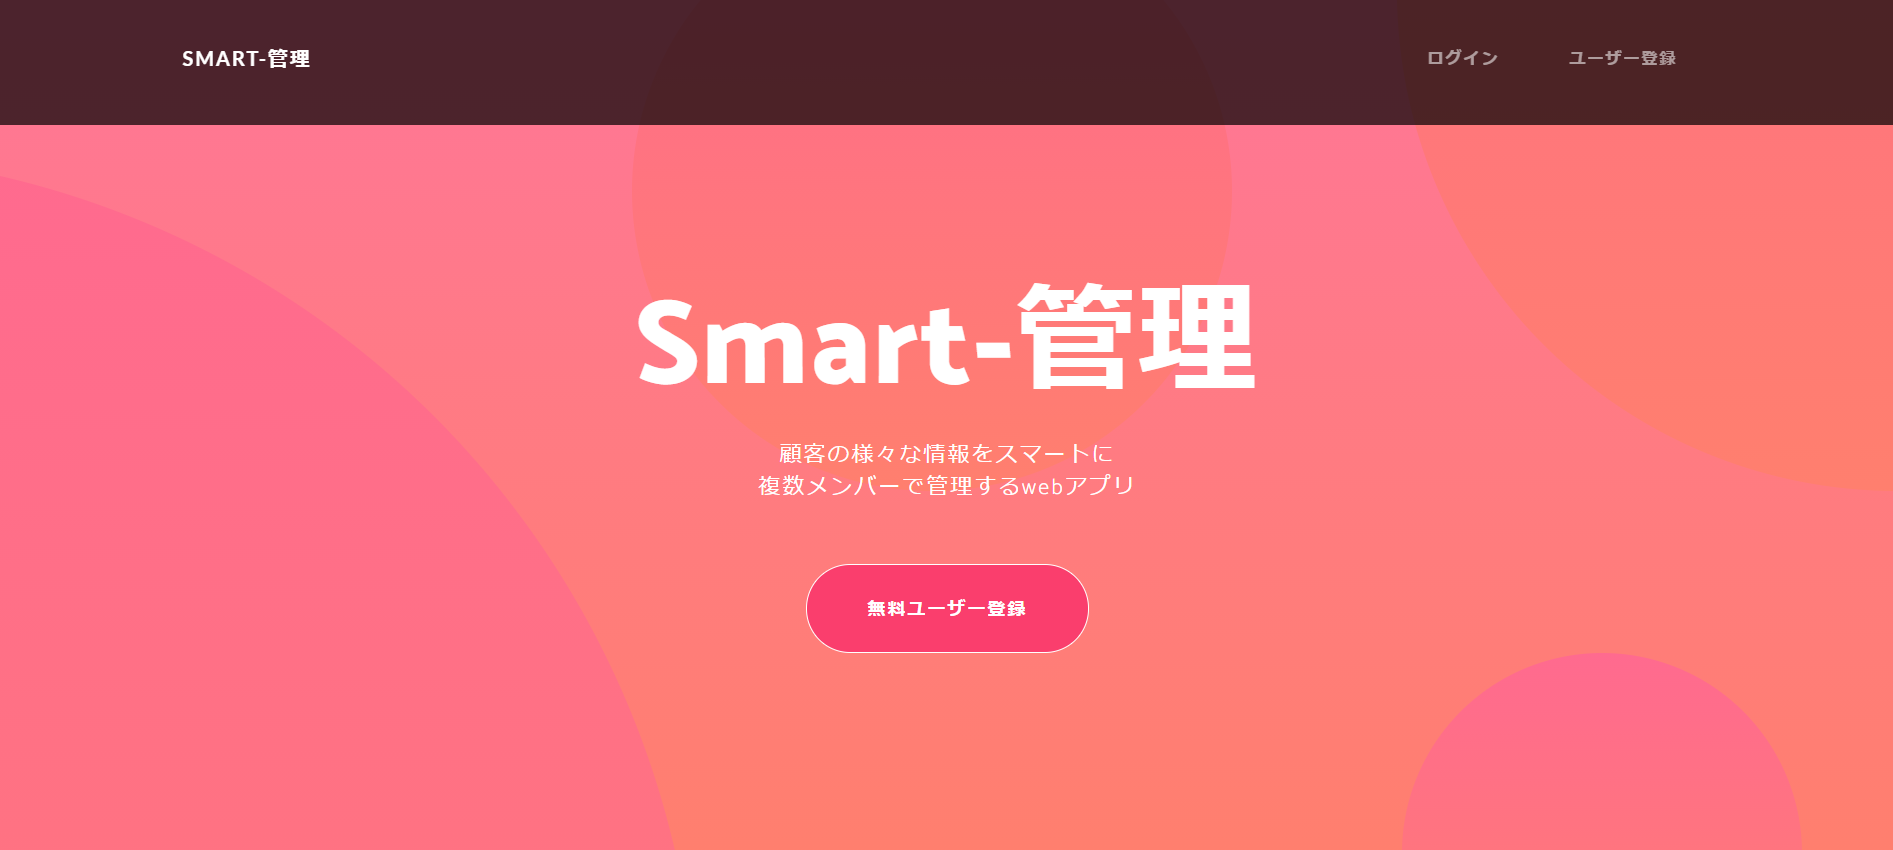 SMART-管理
ログイン
ユーザー登録
Smart-管理
顧客の様々な情報をスマートに
複数メンバーで管理するwebアプリ
無料ユーザー登録